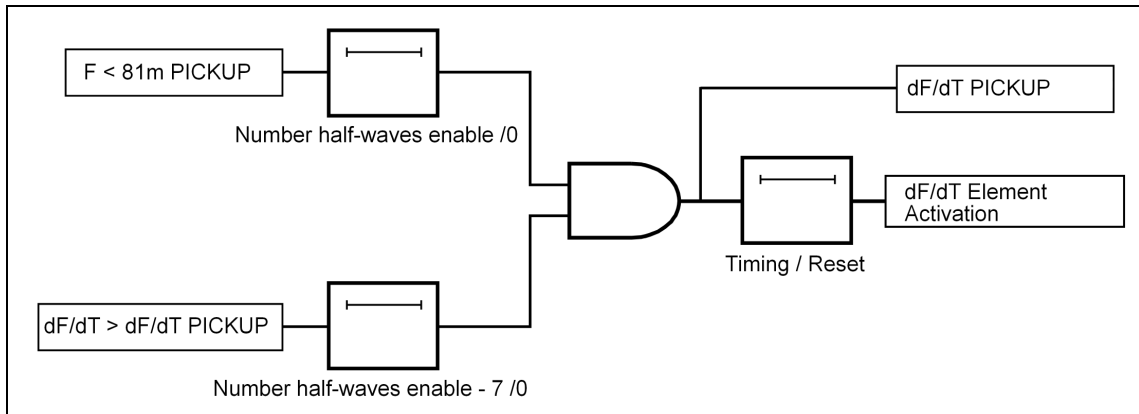 F < 81m PICKUP
Number half-waves enable /0
dF/dT PICKUP
dF/dT Element
Activation
Timing / Reset
dF/dT > dF/dT PICKUP
Number half-waves enable - 7 /0